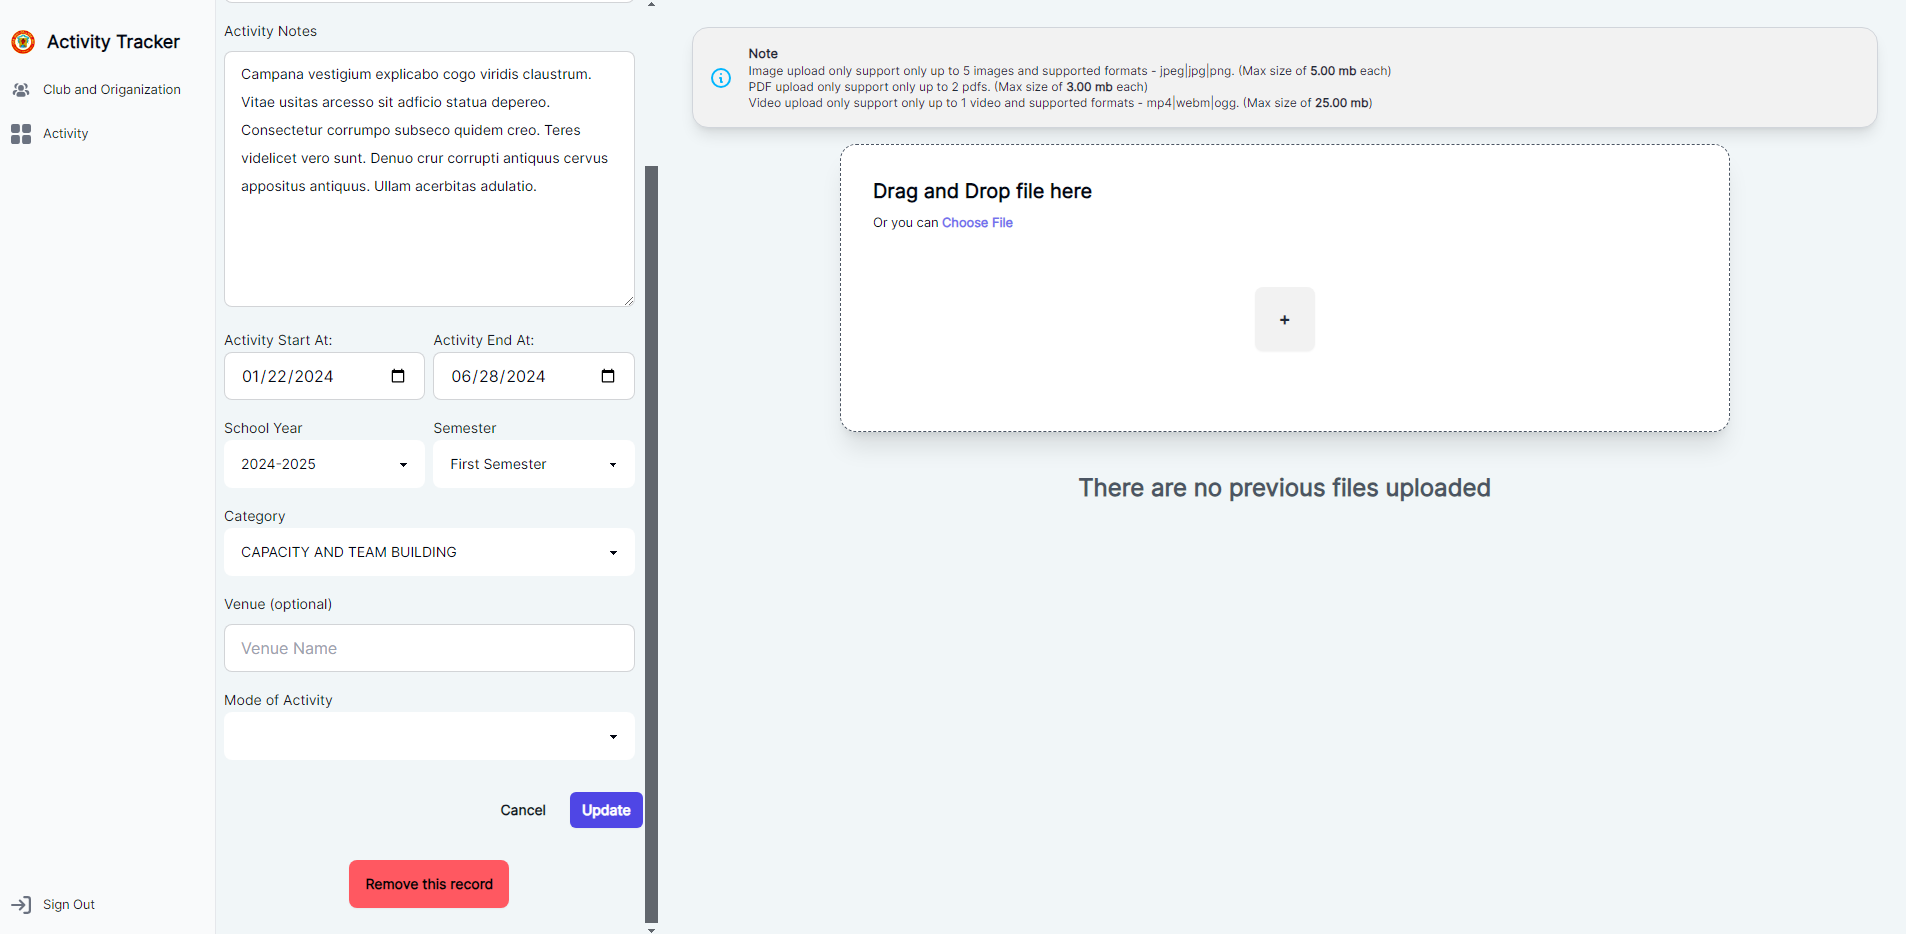 Activity Tracker
Club and Origanization
Activity
Sign Out
Activity Notes
Campana vestigium explicabo cogo viridis claustrum.
Vitae usitas arcesso sit adficio statua depereo.
Consectetur corrumpo subseco quidem creo. Teres
videlicet vero sunt. Denuo crur corrupti antiquus cervus
appositus antiquus. Ullam acerbitas adulatio.
Activity Start At:
Activity End At:
01/22/2024
06/28/2024
School Year
Semester
2024-2025
First Semester
Category
CAPACITY AND TEAM BUILDING
Venue (optional)
Venue Name
Mode of Activity
Cancel
Update
Remove this record
Note
Image upload only support only up to 5 images and supported formats - jpeg|jpg|png. (Max size of 5.00 mb each)
PDF upload only support only up to 2 pdfs. (Max size of 3.00 mb each)
Video upload only support only up to 1 video and supported formats - mp4|webm|ogg. (Max size of 25.00 mb)
Drag and Drop file here
Or you can Choose File
+
There are no previous files uploaded